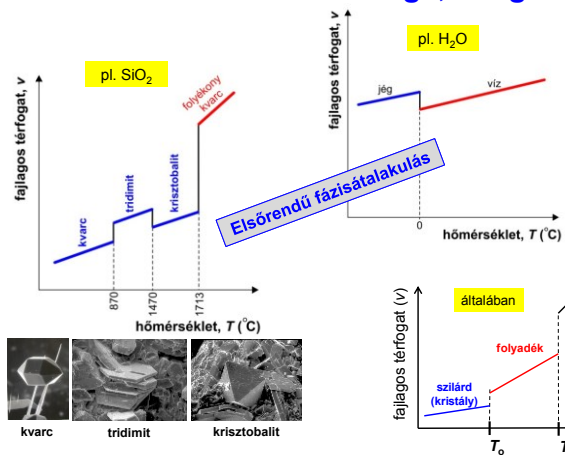 pl. SiO₂
fajlagos térfogat, v
kvarc
tridimit
krisztobalit
folyékony
kvarc
870
1470
1713
hőmérséklet, T (°C)
pl. H₂O
fajlagos térfogat, v
jég
víz
0
hőmérséklet, T (°C)
Elsőrendű fázisátalakulás
kvarc
tridimit
krisztobalit
általában
fajlagos térfogat (v)
szilárd
(kristály)
folyadék
Tₒ
T